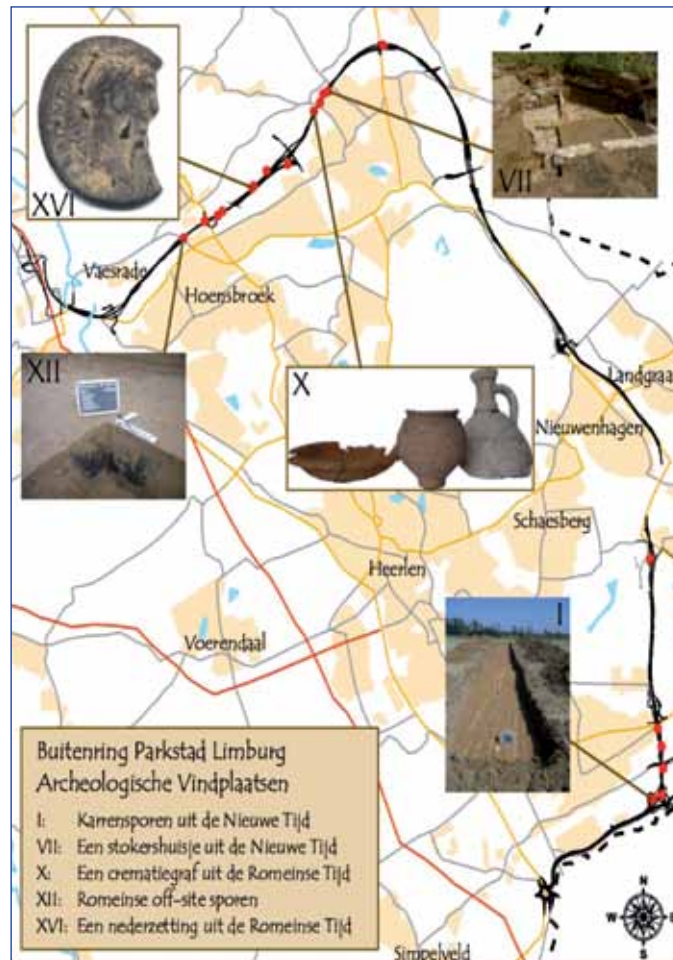 XVI
VII
Vaesrade
Hoensbroek
XII
X
Landgraa
Nieuwenhagen
Schaesberg
Heerlen
I
Voerendaal
Buitenring Parkstad Limburg
Archeologische Vindplaatsen
I: Karrensporen uit de Nieuwe Tijd
VII: Een stokershuisje uit de Nieuwe Tijd
X: Een crematiegraf uit de Romeinse Tijd
XII: Romeinse off-site sporen
XVI: Een nederzetting uit de Romeinse Tijd
N
W E
S
Simpelveld